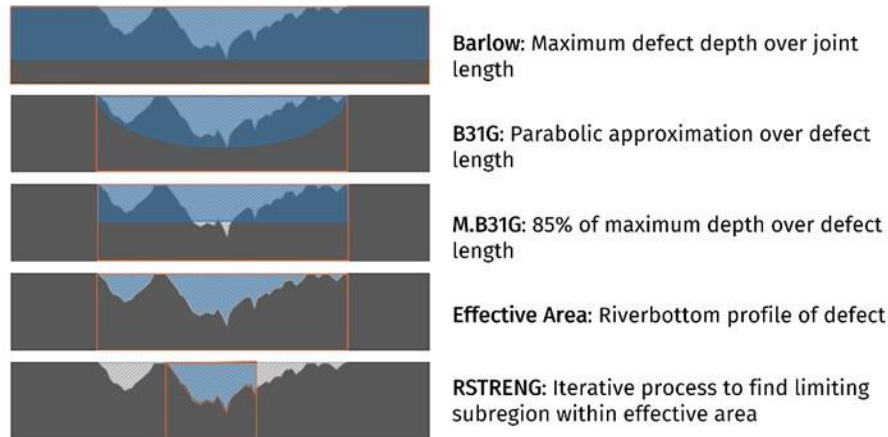 Barlow: Maximum defect depth over joint
length
B31G: Parabolic approximation over defect
length
M.B31G: 85% of maximum depth over defect
length
Effective Area: Riverbottom profile of defect
RSTRENG: Iterative process to find limiting
subregion within effective area